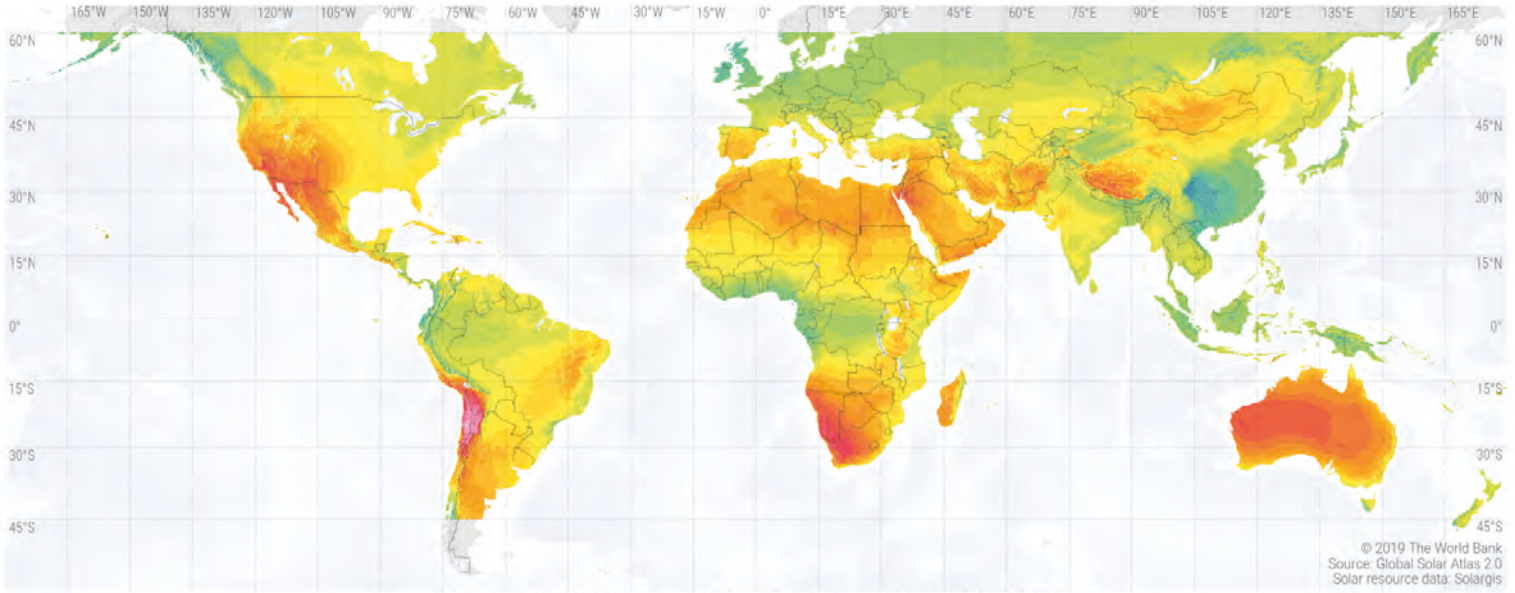 165°W 150°W 135°W 120°W 90°W 105°W 75°W 60°W 45°W 30°W 15°W 0° 15°E 30°E 45°E 60°E 75°E 90°E 105°E 120°E 135°E 150°E 165°E
60°N 60°N
45°N 45°N
30°N 30°N
15°N 15°N
0° 0°
15°S 15°S
30°S 30°S
45°S 45°S
© 2019 The World Bank
Source: Global Solar Atlas 2.0
Solar resource data: Solargis